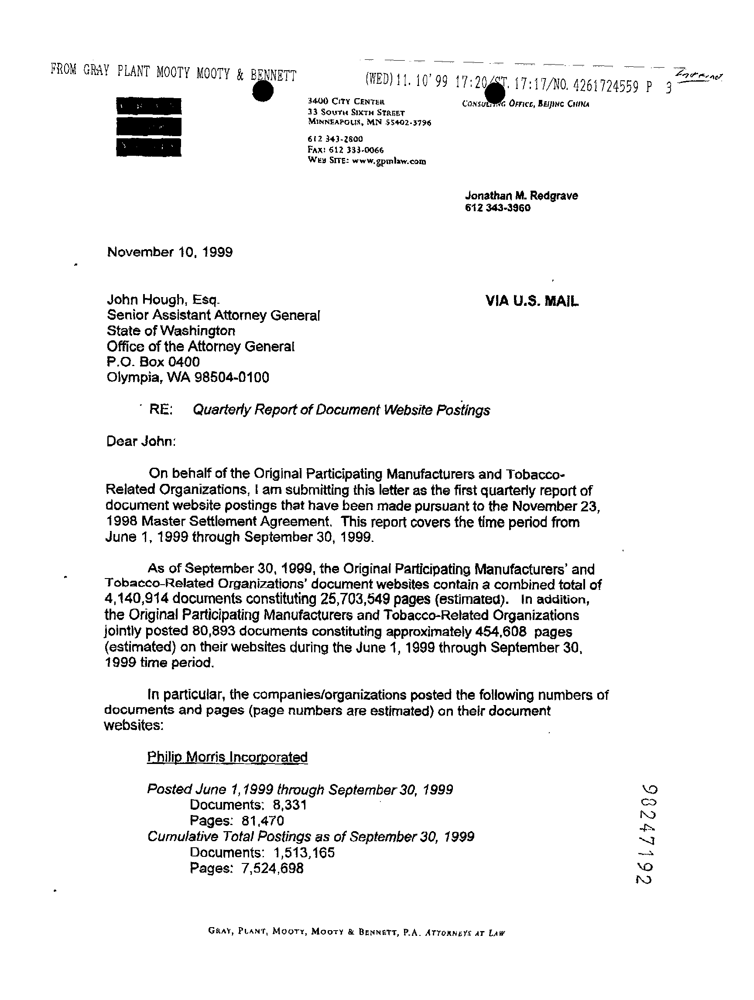 FROM GRAY PLANT MOOTY MOOTY & BENNETT
(WED) 11. 10' 99 17:20/ST. 17:17/NO. 4261724559 P 3
3400 CITY CENTER
33 SOUTH SIXTH STREET
MINNEAPOLIS, MN 55402-3796
612 343-2800
FAX: 612 333-0066
WEB SITE: www.gpmlaw.com
CONSULTING OFFICE, BEIJING CHINA
Jonathan M. Redgrave
612 343-3960
November 10, 1999
John Hough, Esq.
VIA U.S. MAIL
Senior Assistant Attorney General
State of Washington
Office of the Attorney General
P.O. Box 0400
Olympia, WA 98504-0100
RE: Quarterly Report of Document Website Postings
Dear John:
On behalf of the Original Participating Manufacturers and Tobacco-
Related Organizations, I am submitting this letter as the first quarterly report of
document website postings that have been made pursuant to the November 23,
1998 Master Settlement Agreement. This report covers the time period from
June 1, 1999 through September 30, 1999.
As of September 30, 1999, the Original Participating Manufacturers' and
Tobacco-Related Organizations' document websites contain a combined total of
4,140,914 documents constituting 25,703,549 pages (estimated). In addition,
the Original Participating Manufacturers and Tobacco-Related Organizations
jointly posted 80,893 documents constituting approximately 454,608 pages
(estimated) on their websites during the June 1, 1999 through September 30,
1999 time period.
In particular, the companies/organizations posted the following numbers of
documents and pages (page numbers are estimated) on their document
websites:
Philip Morris Incorporated
Posted June 1, 1999 through September 30, 1999
Documents: 8,331
Pages: 81,470
Cumulative Total Postings as of September 30, 1999
Documents: 1,513,165
Pages: 7,524,698
98247192
GRAY, PLANT, MOOTY, MOOTY & BENNETT, P.A. ATTORNEYS AT LAW